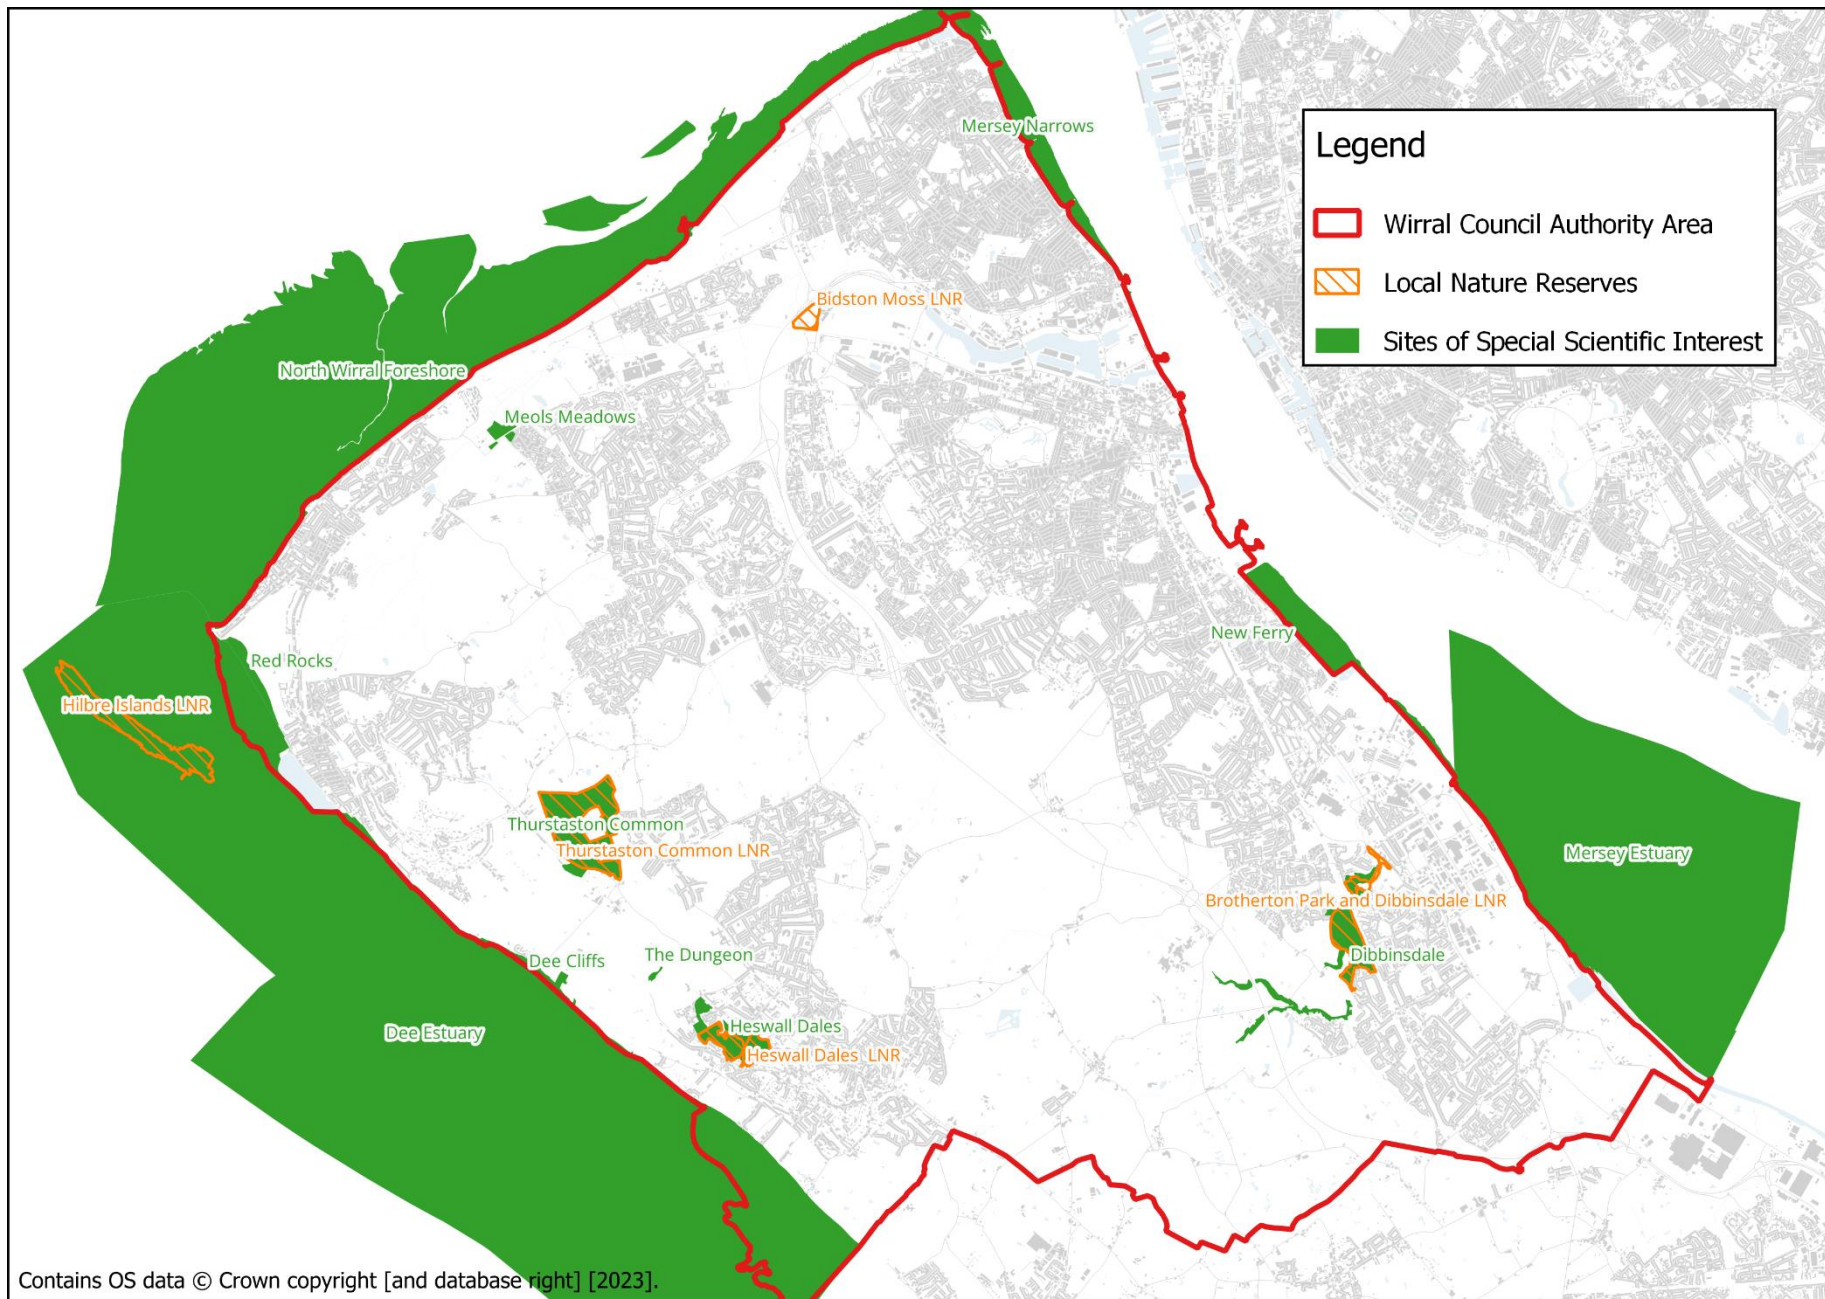 Mersey Narrows
Legend
Wirral Council Authority Area
Local Nature Reserves
Sites of Special Scientific Interest
Bidston Moss LNR
North Wirral Foreshore
Meols Meadows
New Ferry
Red Rocks
Hilbre Islands LNR
Thurstaston Common
Thurstaston Common LNR
Mersey Estuary
Brotherton Park and Dibbinsdale LNR
Dibbinsdale
The Dungeon
Dee Cliffs
Heswall Dales
Dee Estuary
Heswall Dales LNR
Contains OS data © Crown copyright [and database right] [2023].